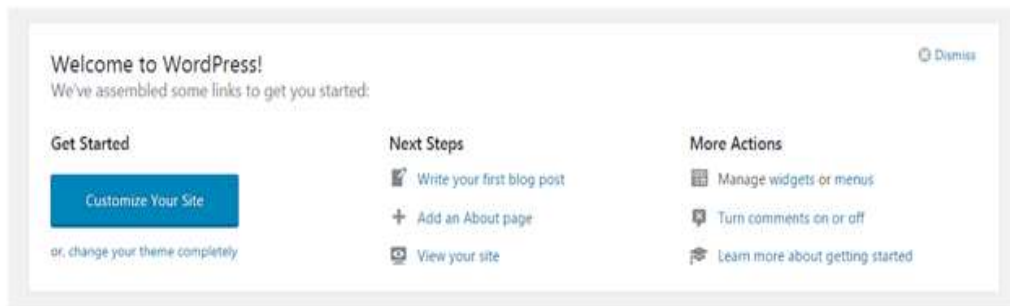 Welcome to WordPress!
Dismiss
We've assembled some links to get you started:
Get Started
Customize Your Site
or, change your theme completely
Next Steps
Write your first blog post
Add an About page
View your site
More Actions
Manage widgets or menus
Turn comments on or off
Learn more about getting started